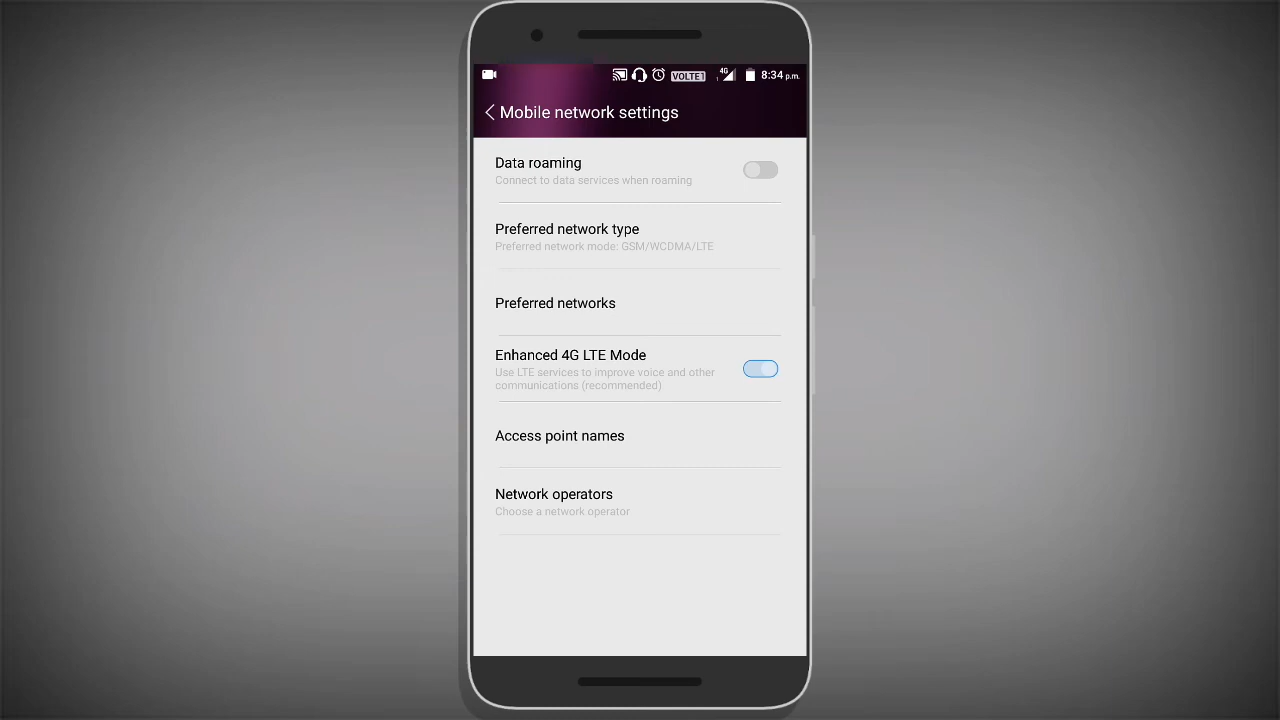 VOLTE1 4G 1 8:34 p.m.
Mobile network settings
Data roaming
Connect to data services when roaming
Preferred network type
Preferred network mode: GSM/WCDMA/LTE
Preferred networks
Enhanced 4G LTE Mode
Use LTE services to improve voice and other
communications (recommended)
Access point names
Network operators
Choose a network operator